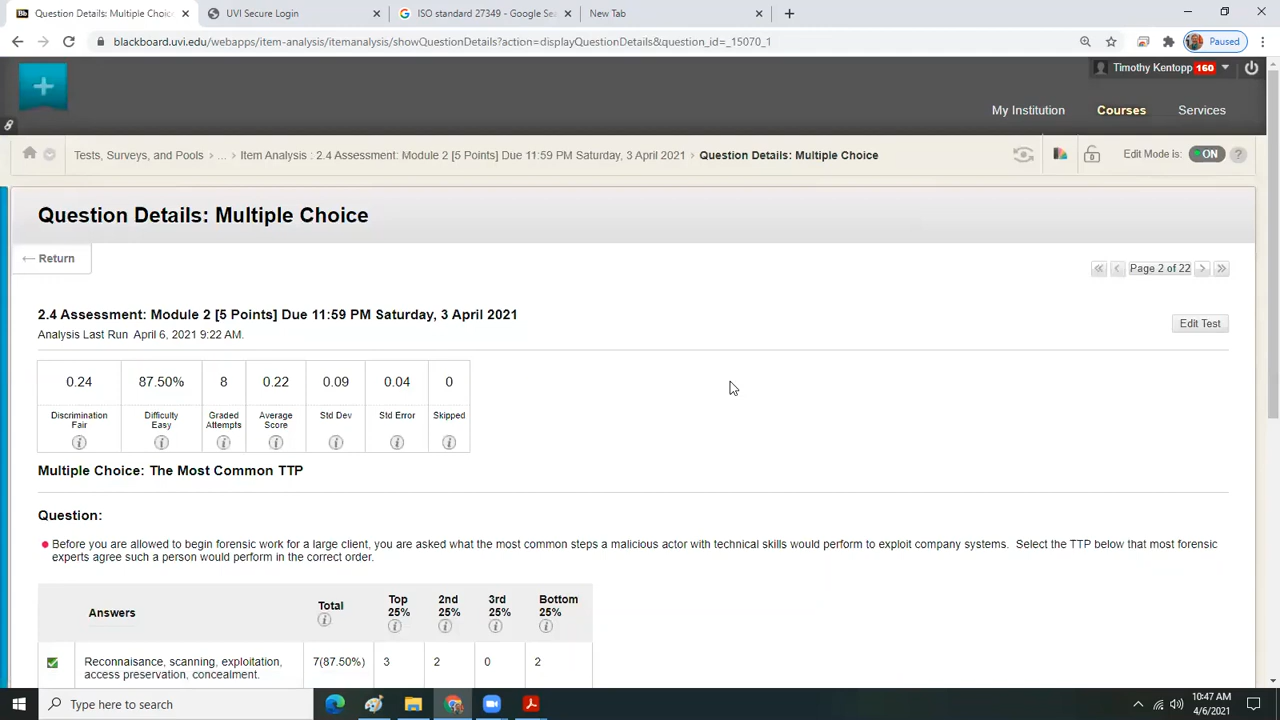 Question Details: Multiple Choic
UVI Secure Login
ISO standard 27349 - Google Se
New Tab
blackboard.uvi.edu/webapps/item-analysis/itemanalysis/showQuestionDetails?action=displayQuestionDetails&question_id=_15070_1
Paused
Timothy Kentopp 160
My Institution
Courses
Services
Tests, Surveys, and Pools > ... > Item Analysis : 2.4 Assessment: Module 2 [5 Points] Due 11:59 PM Saturday, 3 April 2021 > Question Details: Multiple Choice
Edit Mode is: ON ?
Question Details: Multiple Choice
← Return
Page 2 of 22
2.4 Assessment: Module 2 [5 Points] Due 11:59 PM Saturday, 3 April 2021
Edit Test
Analysis Last Run April 6, 2021 9:22 AM.
0.24 87.50% 8 0.22 0.09 0.04 0
Discrimination Difficulty Graded Average Std Dev Std Error Skipped
Fair Easy Attempts Score
Multiple Choice: The Most Common TTP
Question:
Before you are allowed to begin forensic work for a large client, you are asked what the most common steps a malicious actor with technical skills would perform to exploit company systems. Select the TTP below that most forensic
experts agree such a person would perform in the correct order.
Answers Total Top 2nd 3rd Bottom
25% 25% 25% 25%
Reconnaisance, scanning, exploitation, 7(87.50%) 3 2 0 2
access preservation, concealment.
Type here to search
10:47 AM
4/6/2021